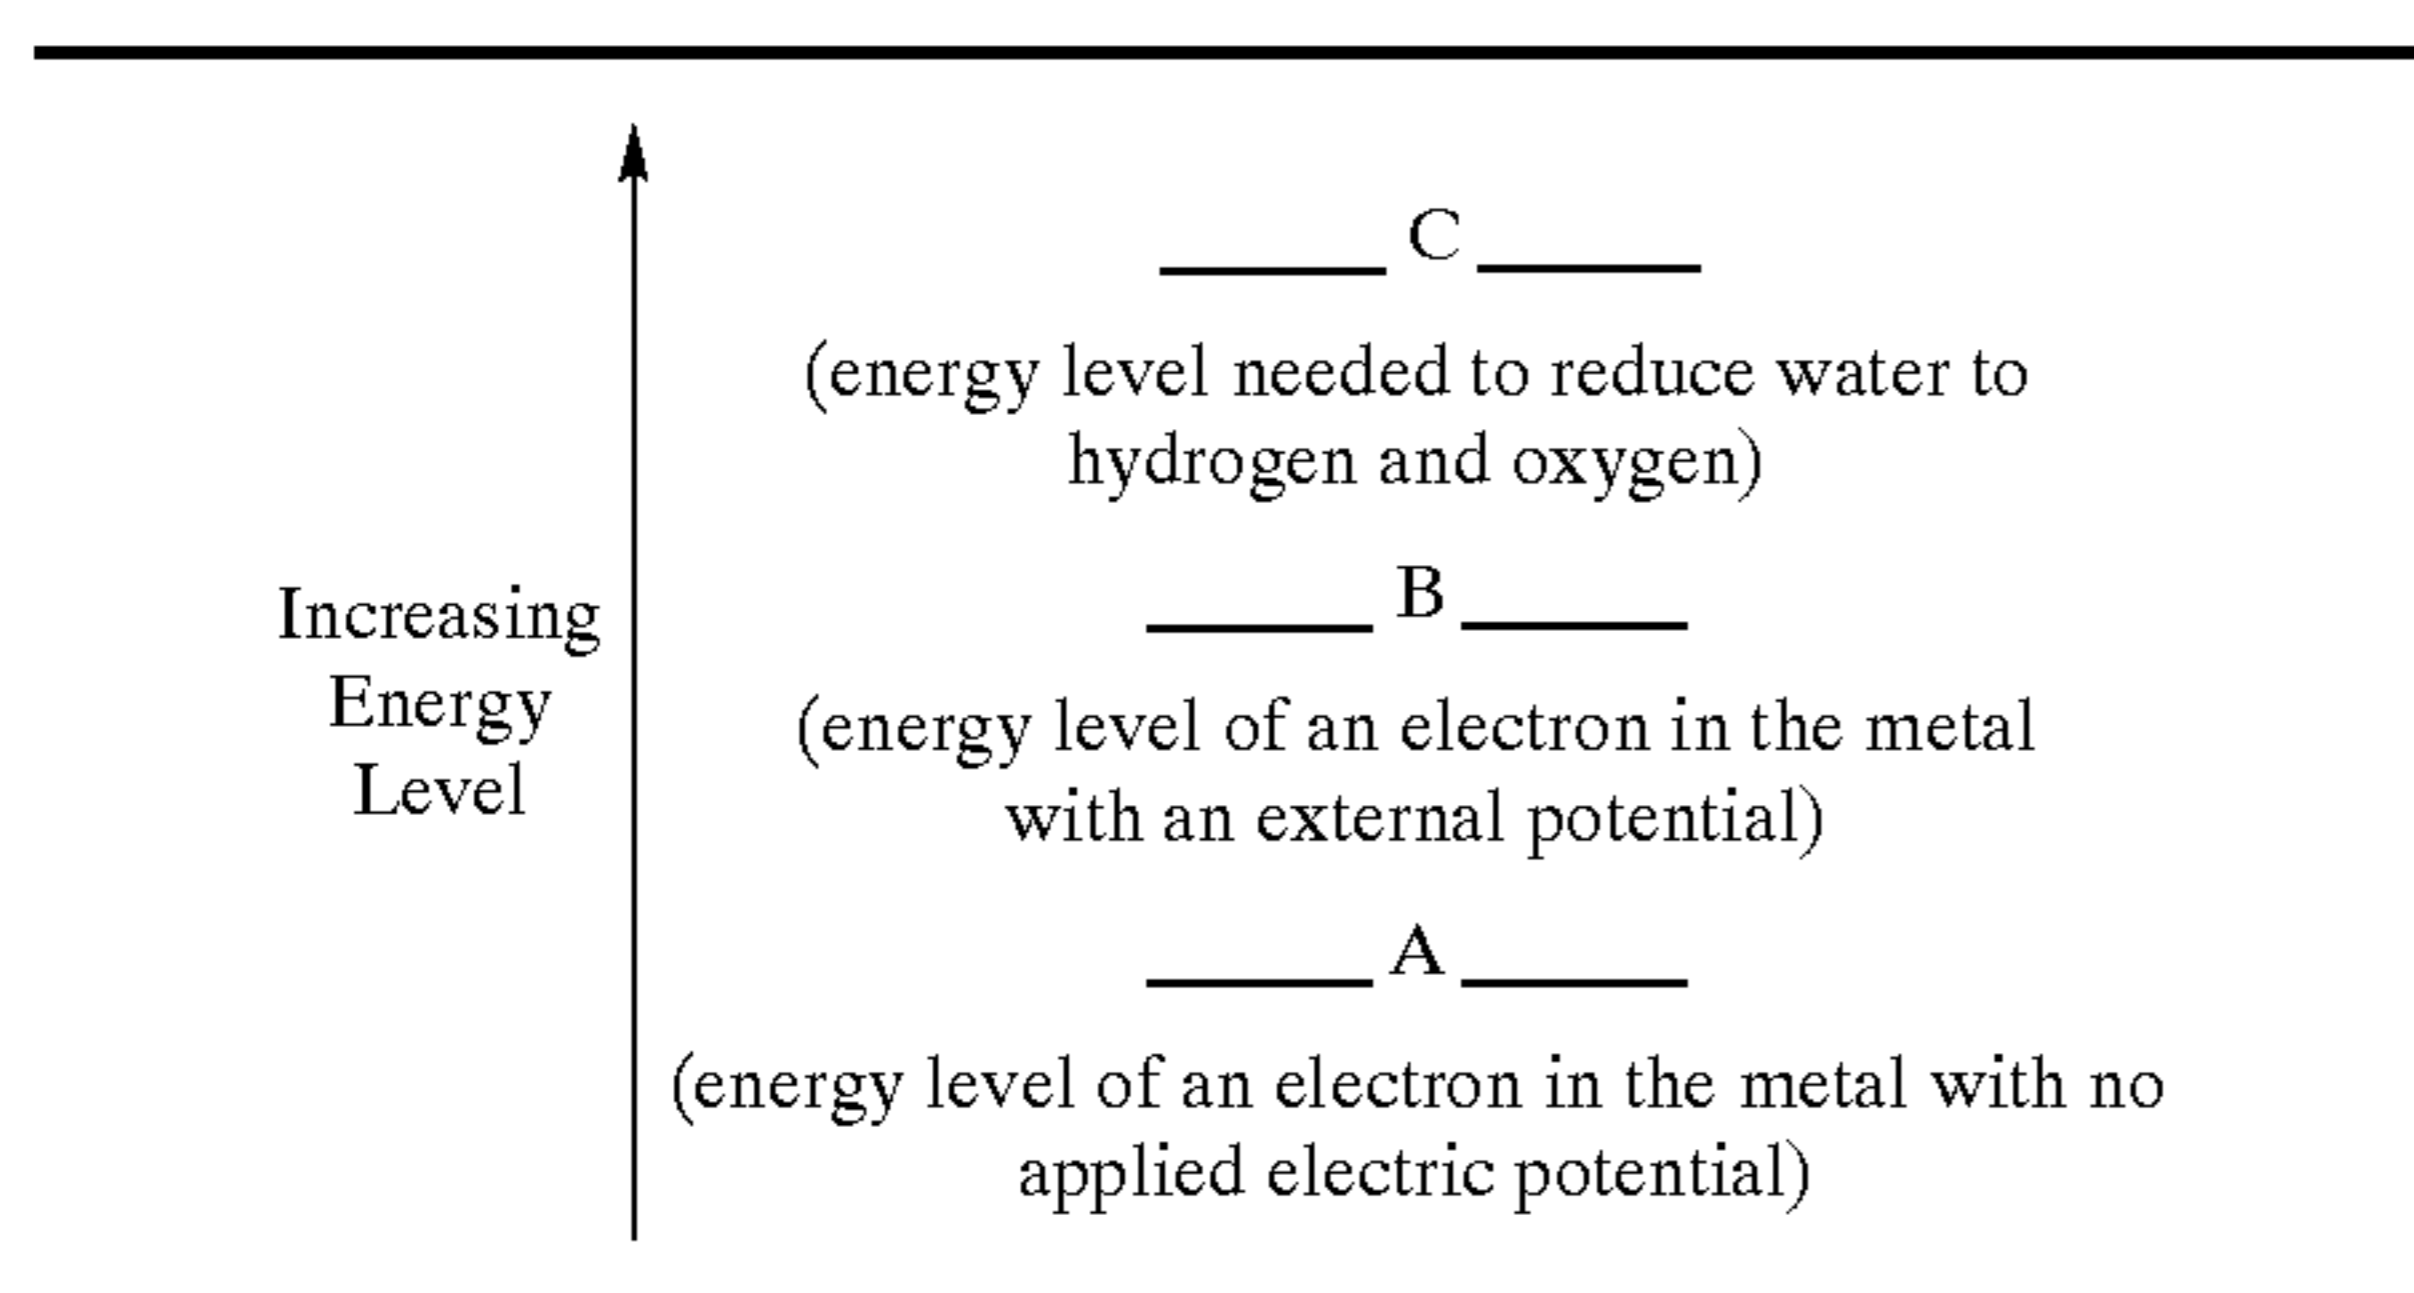 C
(energy level needed to reduce water to
hydrogen and oxygen)
Increasing
Energy
Level
B
(energy level of an electron in the metal
with an external potential)
A
(energy level of an electron in the metal with no
applied electric potential)